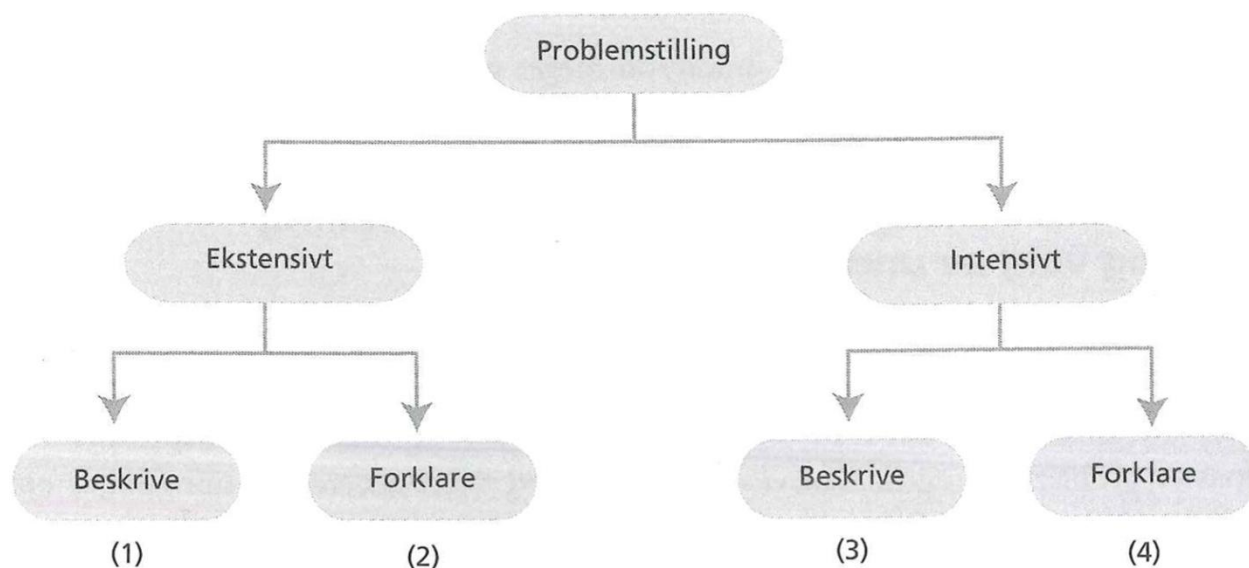 Problemstilling
Ekstensivt
Intensivt
Beskrive
Forklare
Beskrive
Forklare
(1)
(2)
(3)
(4)